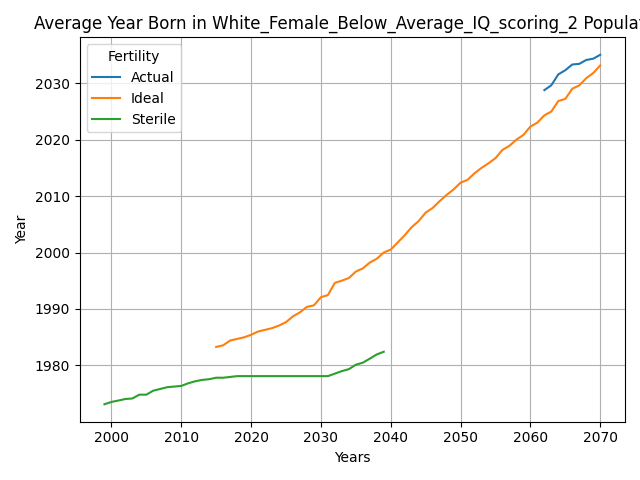 Average Year Born in White_Female_Below_Average_IQ_scoring_2
Fertility
Actual
Ideal
Sterile
2030
2020
2010
2000
1990
1980
Year
2000 2010 2020 2030 2040 2050 2060 2070
Years